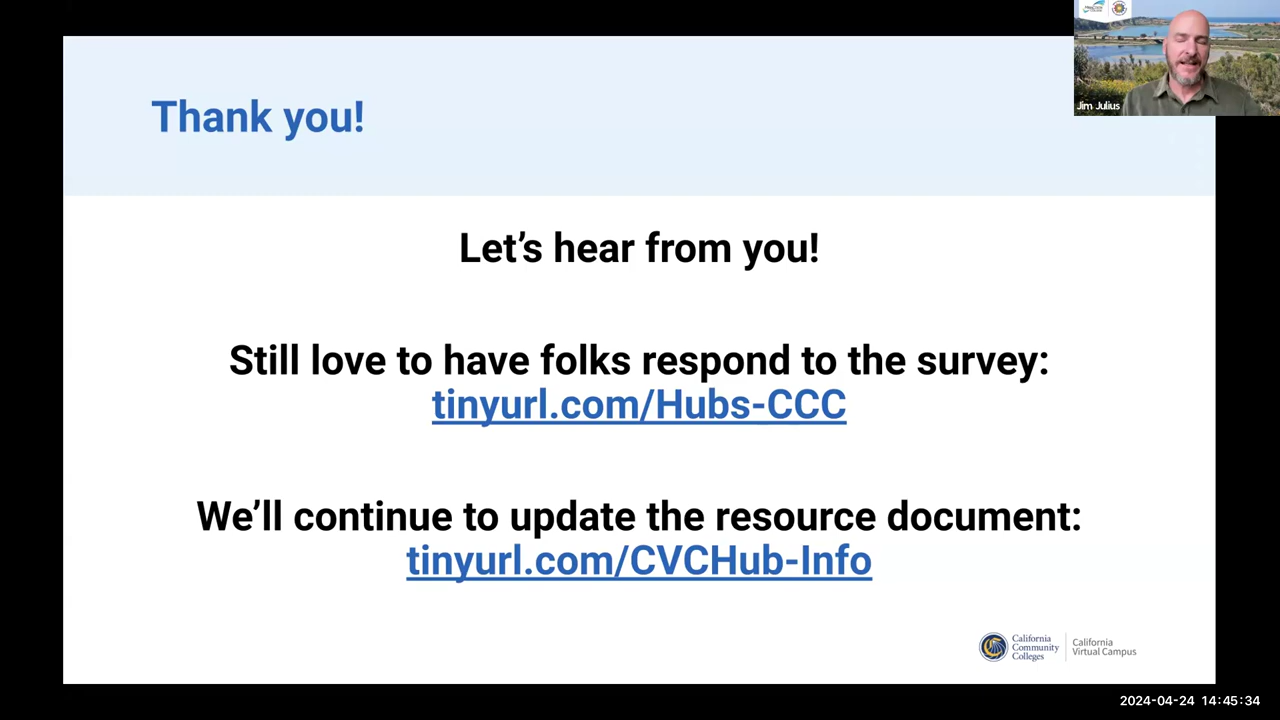 Thank you!
Jim Julius
Let's hear from you!
Still love to have folks respond to the survey:
tinyurl.com/Hubs-CCC
We'll continue to update the resource document:
tinyurl.com/CVCHub-Info
California
Community
Colleges
California
Virtual Campus
2024-04-24 14:45:34